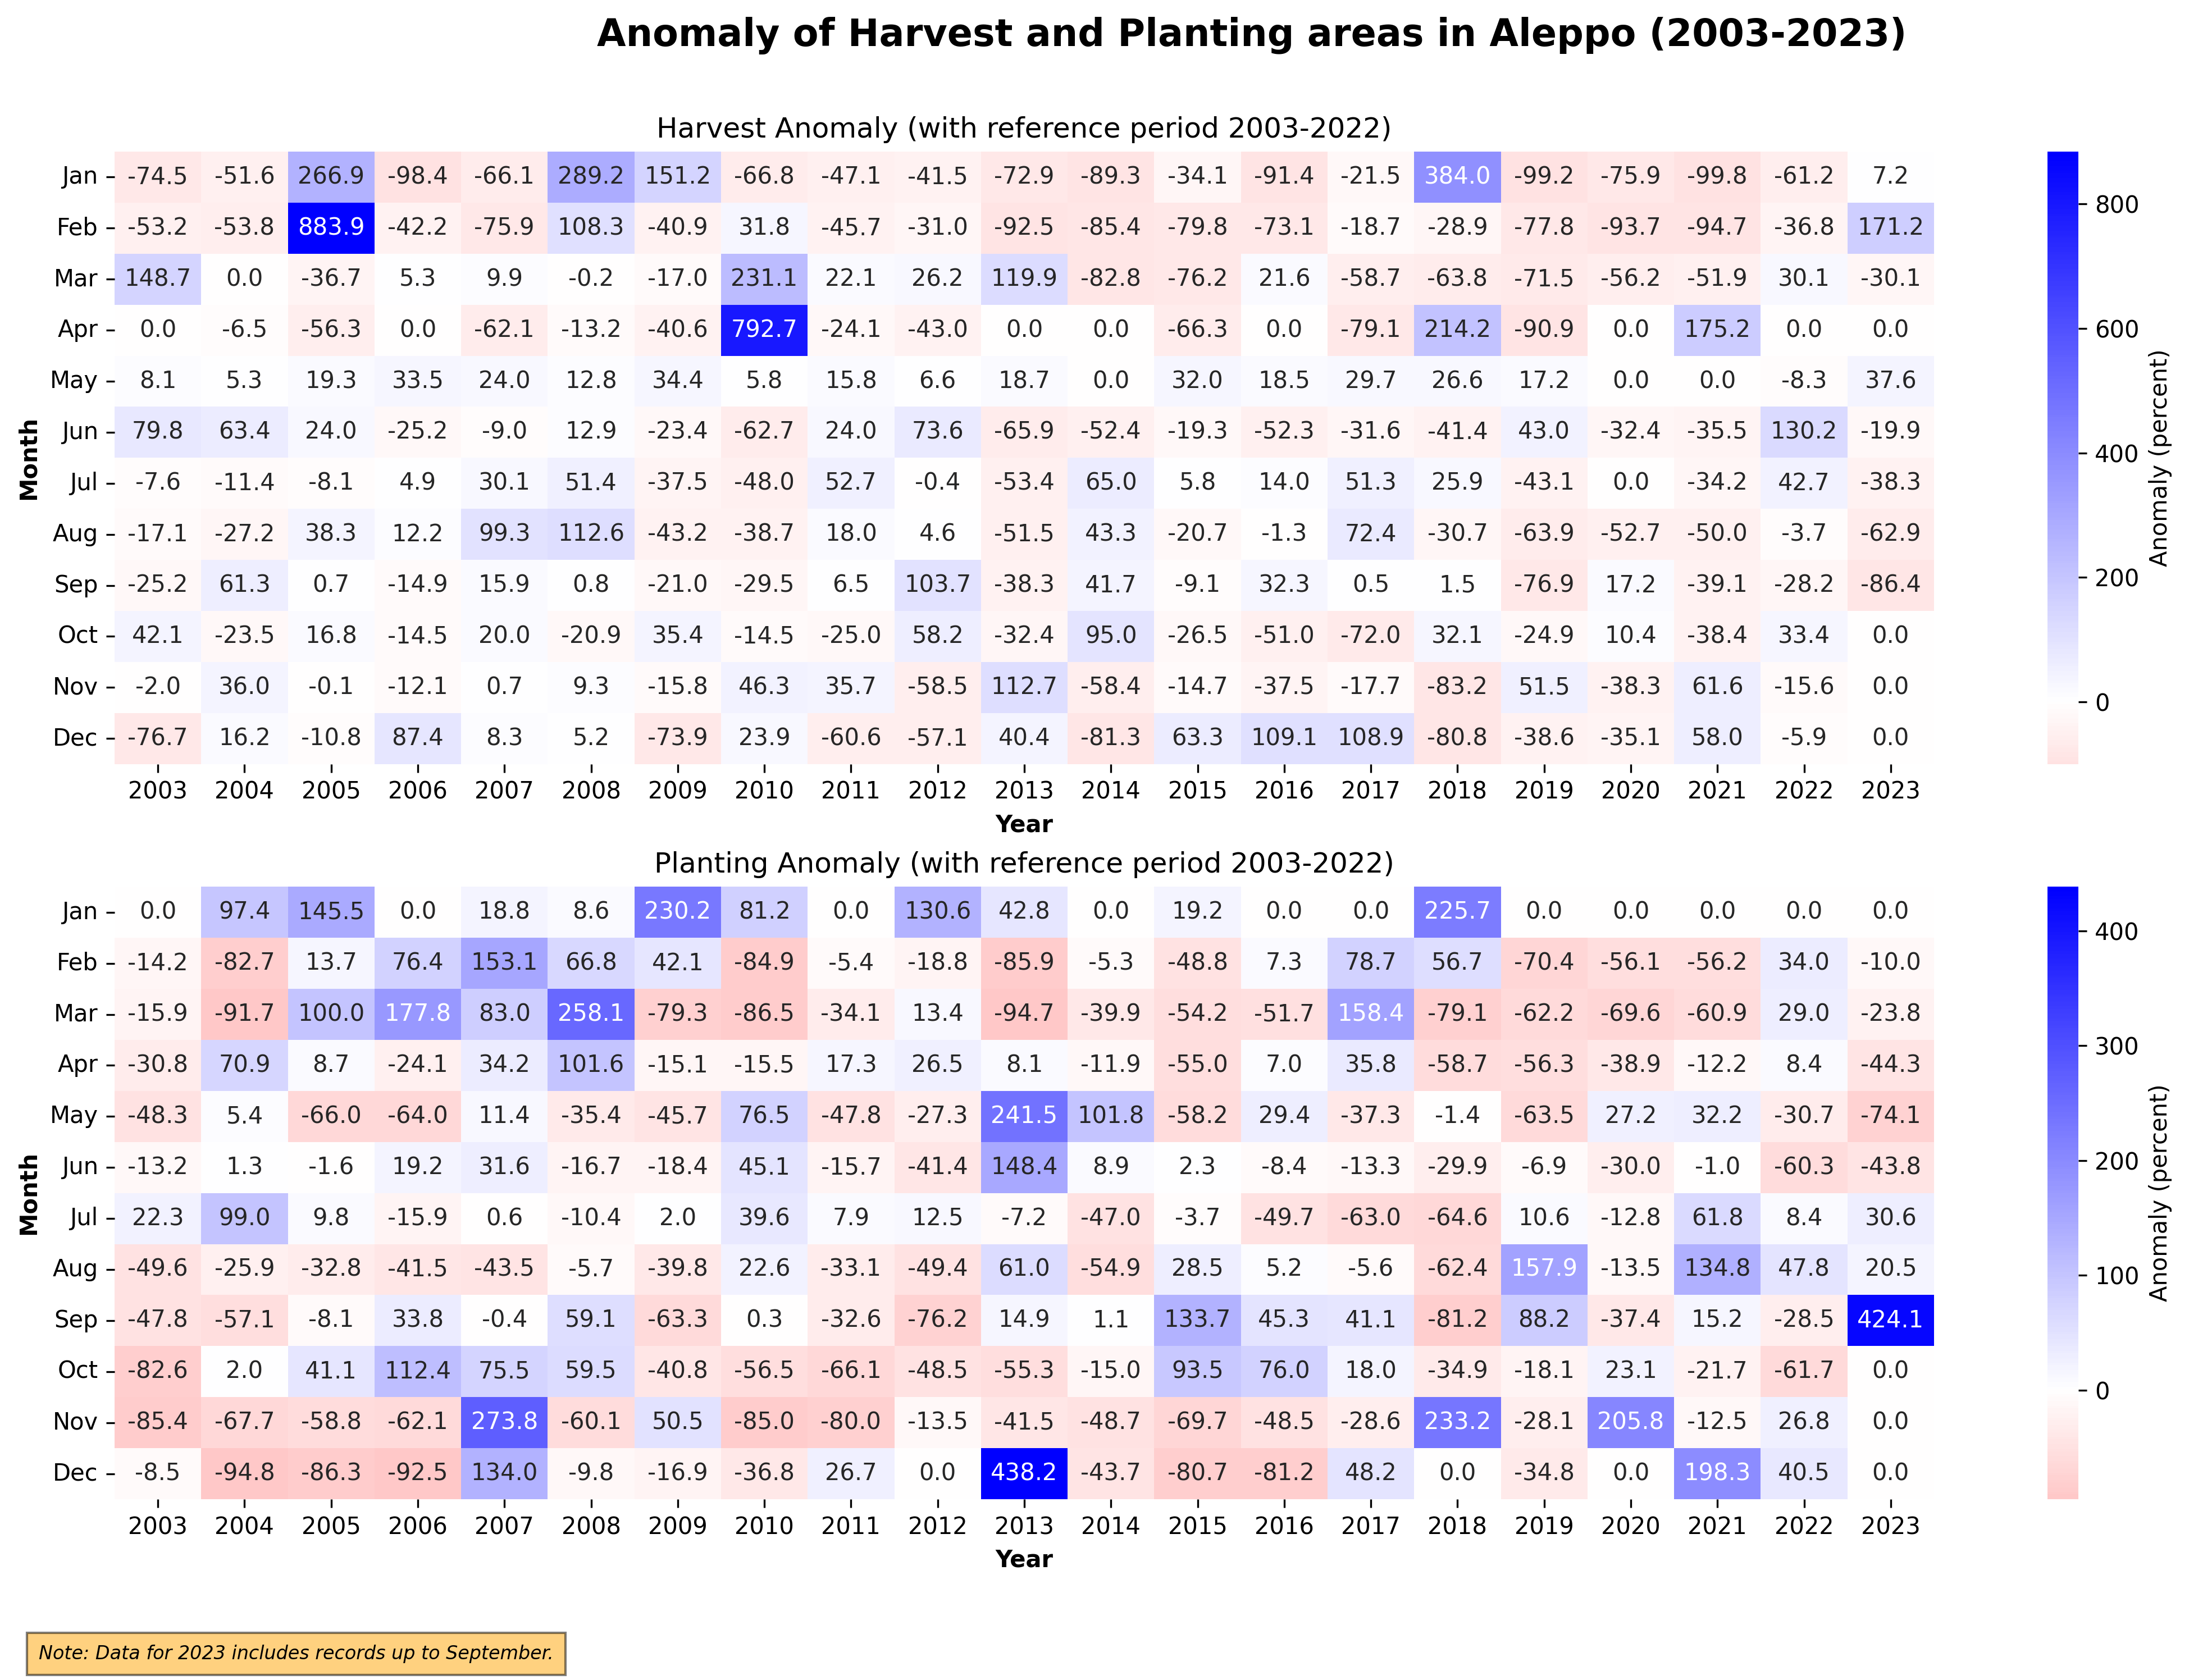 Anomaly of Harvest and Planting areas in Aleppo (2003-2023)
Harvest Anomaly (with reference period 2003-2022)
Jan -74.5 -51.6 266.9 -98.4 -66.1 289.2 151.2 -66.8 -47.1 -41.5 -72.9 -89.3 -34.1 -91.4 -21.5 384.0 -99.2 -75.9 -99.8 -61.2 7.2
Feb -53.2 -53.8 883.9 -42.2 -75.9 108.3 -40.9 31.8 -45.7 -31.0 -92.5 -85.4 -79.8 -73.1 -18.7 -28.9 -77.8 -93.7 -94.7 -36.8 171.2
Mar 148.7 0.0 -36.7 5.3 9.9 -0.2 -17.0 231.1 22.1 26.2 119.9 -82.8 -76.2 21.6 -58.7 -63.8 -71.5 -56.2 -51.9 30.1 -30.1
Apr 0.0 -6.5 -56.3 0.0 -62.1 -13.2 -40.6 792.7 -24.1 -43.0 0.0 0.0 -66.3 0.0 -79.1 214.2 -90.9 0.0 175.2 0.0 0.0
May 8.1 5.3 19.3 33.5 24.0 12.8 34.4 5.8 15.8 6.6 18.7 0.0 32.0 18.5 29.7 26.6 17.2 0.0 0.0 -8.3 37.6
Jun 79.8 63.4 24.0 -25.2 -9.0 12.9 -23.4 -62.7 24.0 73.6 -65.9 -52.4 -19.3 -52.3 -31.6 -41.4 43.0 -32.4 -35.5 130.2 -19.9
Jul -7.6 -11.4 -8.1 4.9 30.1 51.4 -37.5 -48.0 52.7 -0.4 -53.4 65.0 5.8 14.0 51.3 25.9 -43.1 0.0 -34.2 42.7 -38.3
Aug -17.1 -27.2 38.3 12.2 99.3 112.6 -43.2 -38.7 18.0 4.6 -51.5 43.3 -20.7 -1.3 72.4 -30.7 -63.9 -52.7 -50.0 -3.7 -62.9
Sep -25.2 61.3 0.7 -14.9 15.9 0.8 -21.0 -29.5 6.5 103.7 -38.3 41.7 -9.1 32.3 0.5 1.5 -76.9 17.2 -39.1 -28.2 -86.4
Oct 42.1 -23.5 16.8 -14.5 20.0 -20.9 35.4 -14.5 -25.0 58.2 -32.4 95.0 -26.5 -51.0 -72.0 32.1 -24.9 10.4 -38.4 33.4 0.0
Nov -2.0 36.0 -0.1 -12.1 0.7 9.3 -15.8 46.3 35.7 -58.5 112.7 -58.4 -14.7 -37.5 -17.7 -83.2 51.5 -38.3 61.6 -15.6 0.0
Dec -76.7 16.2 -10.8 87.4 8.3 5.2 -73.9 23.9 -60.6 -57.1 40.4 -81.3 63.3 109.1 108.9 -80.8 -38.6 -35.1 58.0 -5.9 0.0
2003 2004 2005 2006 2007 2008 2009 2010 2011 2012 2013 2014 2015 2016 2017 2018 2019 2020 2021 2022 2023
Year
Month
800
600
400
200
0
Anomaly (percent)
Planting Anomaly (with reference period 2003-2022)
Jan 0.0 97.4 145.5 0.0 18.8 8.6 230.2 81.2 0.0 130.6 42.8 0.0 19.2 0.0 0.0 225.7 0.0 0.0 0.0 0.0 0.0
Feb -14.2 -82.7 13.7 76.4 153.1 66.8 42.1 -84.9 -5.4 -18.8 -85.9 -5.3 -48.8 7.3 78.7 56.7 -70.4 -56.1 -56.2 34.0 -10.0
Mar -15.9 -91.7 100.0 177.8 83.0 258.1 -79.3 -86.5 -34.1 13.4 -94.7 -39.9 -54.2 -51.7 158.4 -79.1 -62.2 -69.6 -60.9 29.0 -23.8
Apr -30.8 70.9 8.7 -24.1 34.2 101.6 -15.1 -15.5 17.3 26.5 8.1 -11.9 -55.0 7.0 35.8 -58.7 -56.3 -38.9 -12.2 8.4 -44.3
May -48.3 5.4 -66.0 -64.0 11.4 -35.4 -45.7 76.5 -47.8 -27.3 241.5 101.8 -58.2 29.4 -37.3 -1.4 -63.5 27.2 32.2 -30.7 -74.1
Jun -13.2 1.3 -1.6 19.2 31.6 -16.7 -18.4 45.1 -15.7 -41.4 148.4 8.9 2.3 -8.4 -13.3 -29.9 -6.9 -30.0 -1.0 -60.3 -43.8
Jul 22.3 99.0 9.8 -15.9 0.6 -10.4 2.0 39.6 7.9 12.5 -7.2 -47.0 -3.7 -49.7 -63.0 -64.6 10.6 -12.8 61.8 8.4 30.6
Aug -49.6 -25.9 -32.8 -41.5 -43.5 -5.7 -39.8 22.6 -33.1 -49.4 61.0 -54.9 28.5 5.2 -5.6 -62.4 157.9 -13.5 134.8 47.8 20.5
Sep -47.8 -57.1 -8.1 33.8 -0.4 59.1 -63.3 0.3 -32.6 -76.2 14.9 1.1 133.7 45.3 41.1 -81.2 88.2 -37.4 15.2 -28.5 424.1
Oct -82.6 2.0 41.1 112.4 75.5 59.5 -40.8 -56.5 -66.1 -48.5 -55.3 -15.0 93.5 76.0 18.0 -34.9 -18.1 23.1 -21.7 -61.7 0.0
Nov -85.4 -67.7 -58.8 -62.1 273.8 -60.1 50.5 -85.0 -80.0 -13.5 -41.5 -48.7 -69.7 -48.5 -28.6 233.2 -28.1 205.8 -12.5 26.8 0.0
Dec -8.5 -94.8 -86.3 -92.5 134.0 -9.8 -16.9 -36.8 26.7 0.0 438.2 -43.7 -80.7 -81.2 48.2 0.0 -34.8 0.0 198.3 40.5 0.0
2003 2004 2005 2006 2007 2008 2009 2010 2011 2012 2013 2014 2015 2016 2017 2018 2019 2020 2021 2022 2023
Year
Month
400
300
200
100
0
Anomaly (percent)
Note: Data for 2023 includes records up to September.